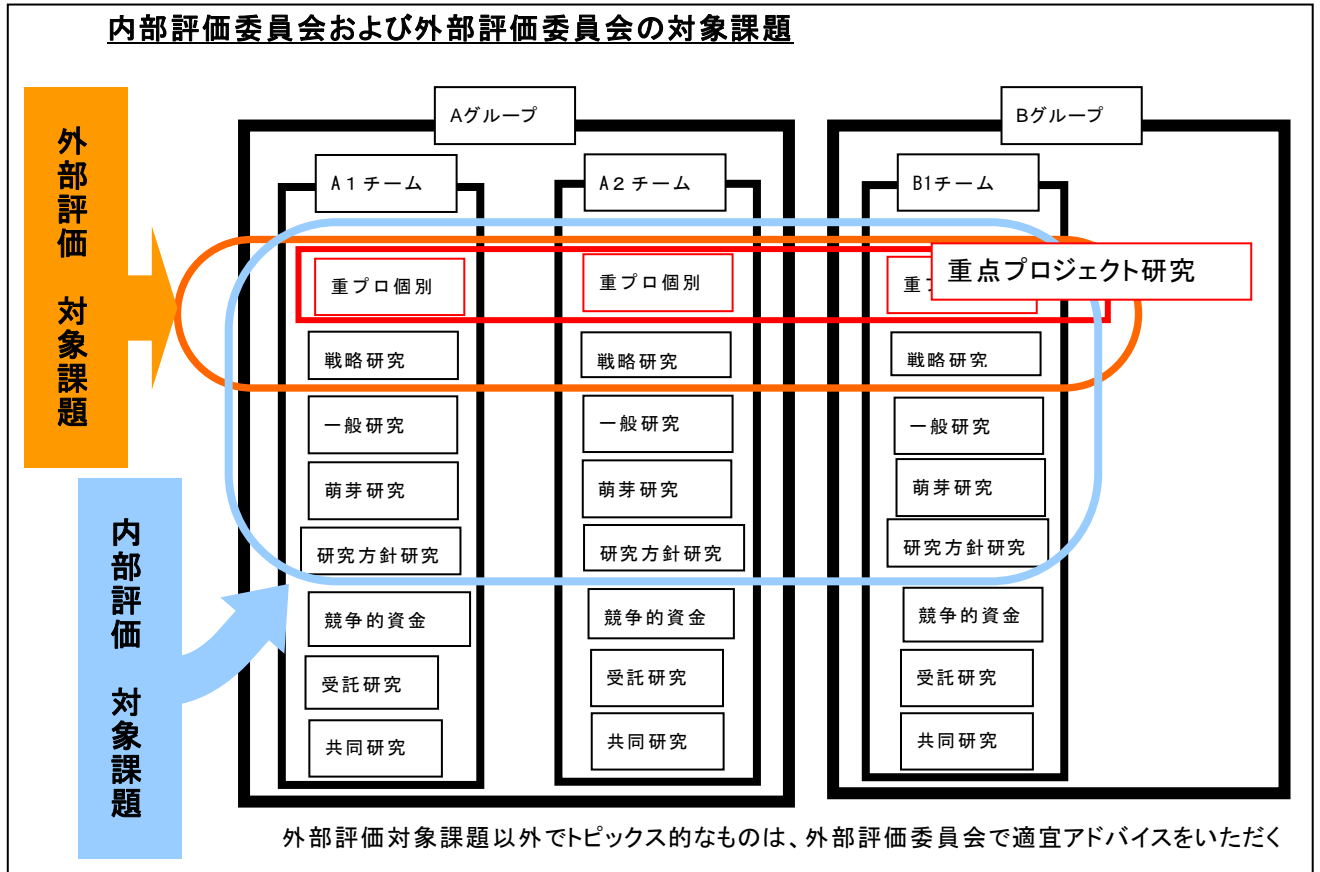 内部評価委員会および外部評価委員会の対象課題
外部評価 対象課題
内部評価 対象課題
Aグループ
Bグループ
A1チーム
A2チーム
B1チーム
重点プロジェクト研究
重プロ個別
重プロ個別
重
戦略研究
戦略研究
戦略研究
一般研究
一般研究
一般研究
萌芽研究
萌芽研究
萌芽研究
研究方針研究
研究方針研究
研究方針研究
競争的資金
競争的資金
競争的資金
受託研究
受託研究
受託研究
共同研究
共同研究
共同研究
外部評価対象課題以外でトピックス的なものは、外部評価委員会で適宜アドバイスをいただく